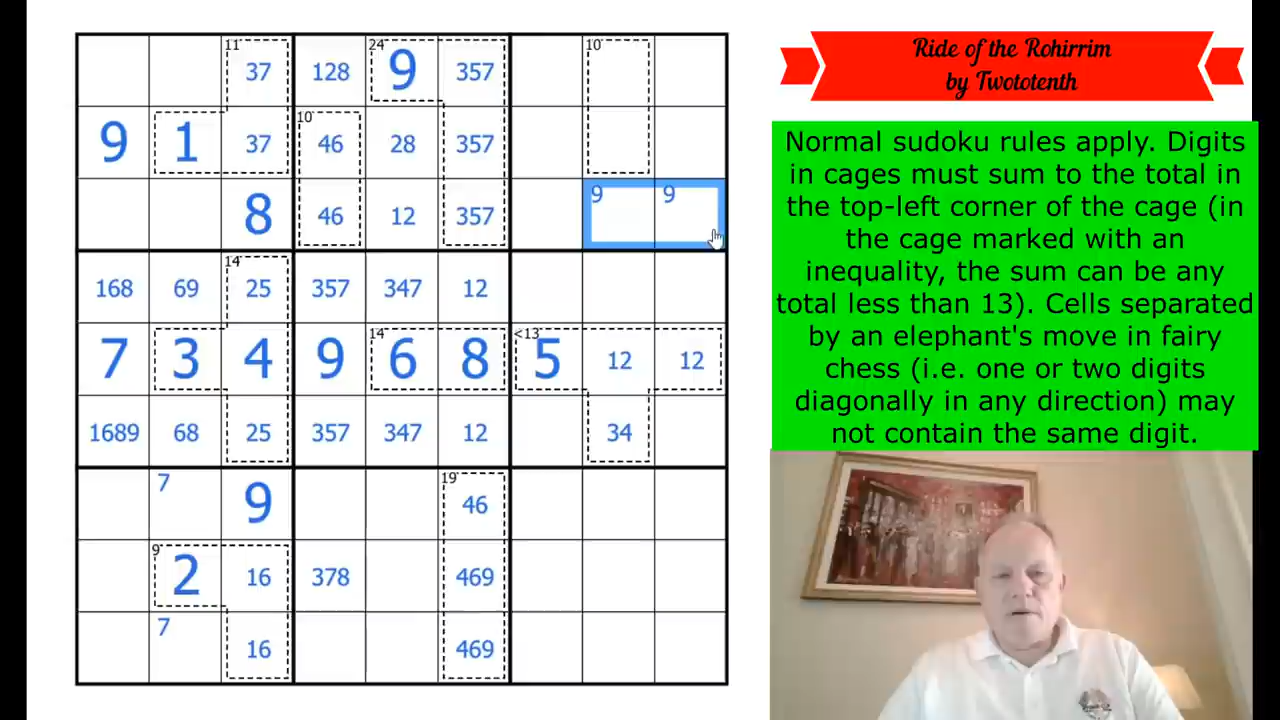 Ride of the Rohirrim
by Twototenth
Normal sudoku rules apply. Digits
in cages must sum to the total in
the top-left corner of the cage (in
the cage marked with an
inequality, the sum can be any
total less than 13). Cells separated
by an elephant's move in fairy
chess (i.e. one or two digits
diagonally in any direction) may
not contain the same digit.
11 24 10
37 128 9 357
10
9 1 37 46 28 357
9 9
8 46 12 357
14
168 69 25 357 347 12
14 <13
7 3 4 9 6 8 5 12 12
1689 68 25 357 347 12 34
7 19
9 46
9
2 16 378 469
7
16 469